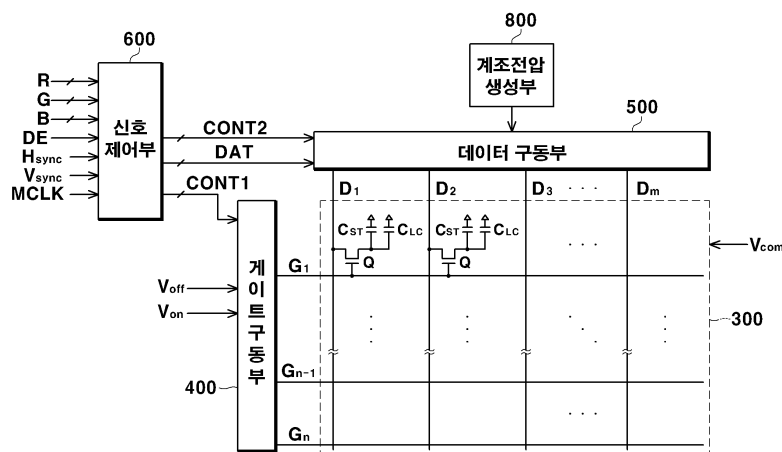 600
800
R
G
B
DE
Hsync
Vsync
MCLK
신호
제어부
계조전압
생성부
500
CONT2
DAT
CONT1
데이터 구동부
D1
D2
D3
· · ·
Dm
CST
CLC
CST
CLC
· · ·
Vcom
G1
Q
Q
게이트구동부
Voff
Von
300
400
Gn-1
Gn
· · ·